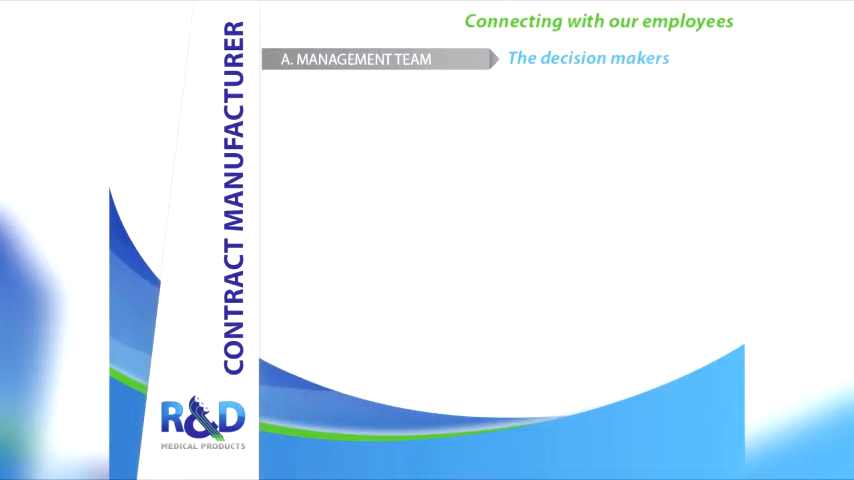 Connecting with our employees
A. MANAGEMENT TEAM
The decision makers
CONTRACT MANUFACTURER
R&D
MEDICAL PRODUCTS